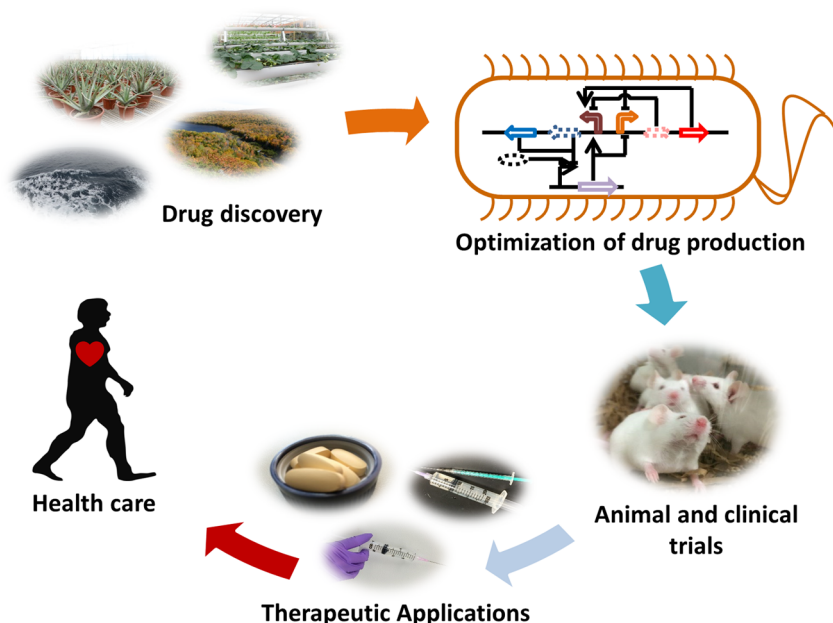 Drug discovery
Optimization of drug production
Health care
Animal and clinical
trials
Therapeutic Applications